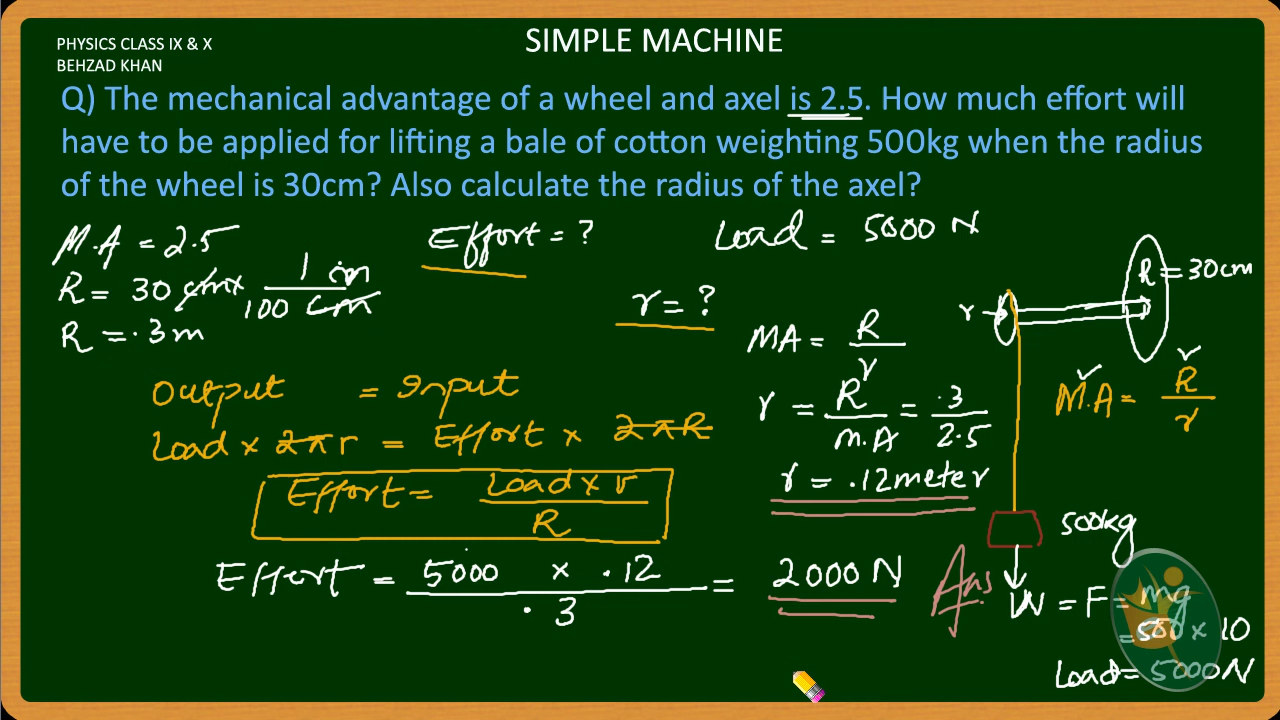 PHYSICS CLASS IX & X
BEHZAD KHAN
SIMPLE MACHINE
Q) The mechanical advantage of a wheel and axel is 2.5. How much effort will
have to be applied for lifting a bale of cotton weighting 500kg when the radius
of the wheel is 30cm? Also calculate the radius of the axel?
M.A = 2.5
R = 30 cm x 1 m / 100 cm
R = .3m
Effort = ?
r = ?
Load = 5000 N
Output = Input
Load × 2πr = Effort × 2πR
Effort = Load × r / R
Effort = 5000 × .12 / .3 = 2000 N Ans.
MA = R / r
r = R / M.A = .3 / 2.5
r = .12 meter
r
R = 30cm
M.A = R / r
500kg
W = F = mg
= 500 × 10
Load = 5000N